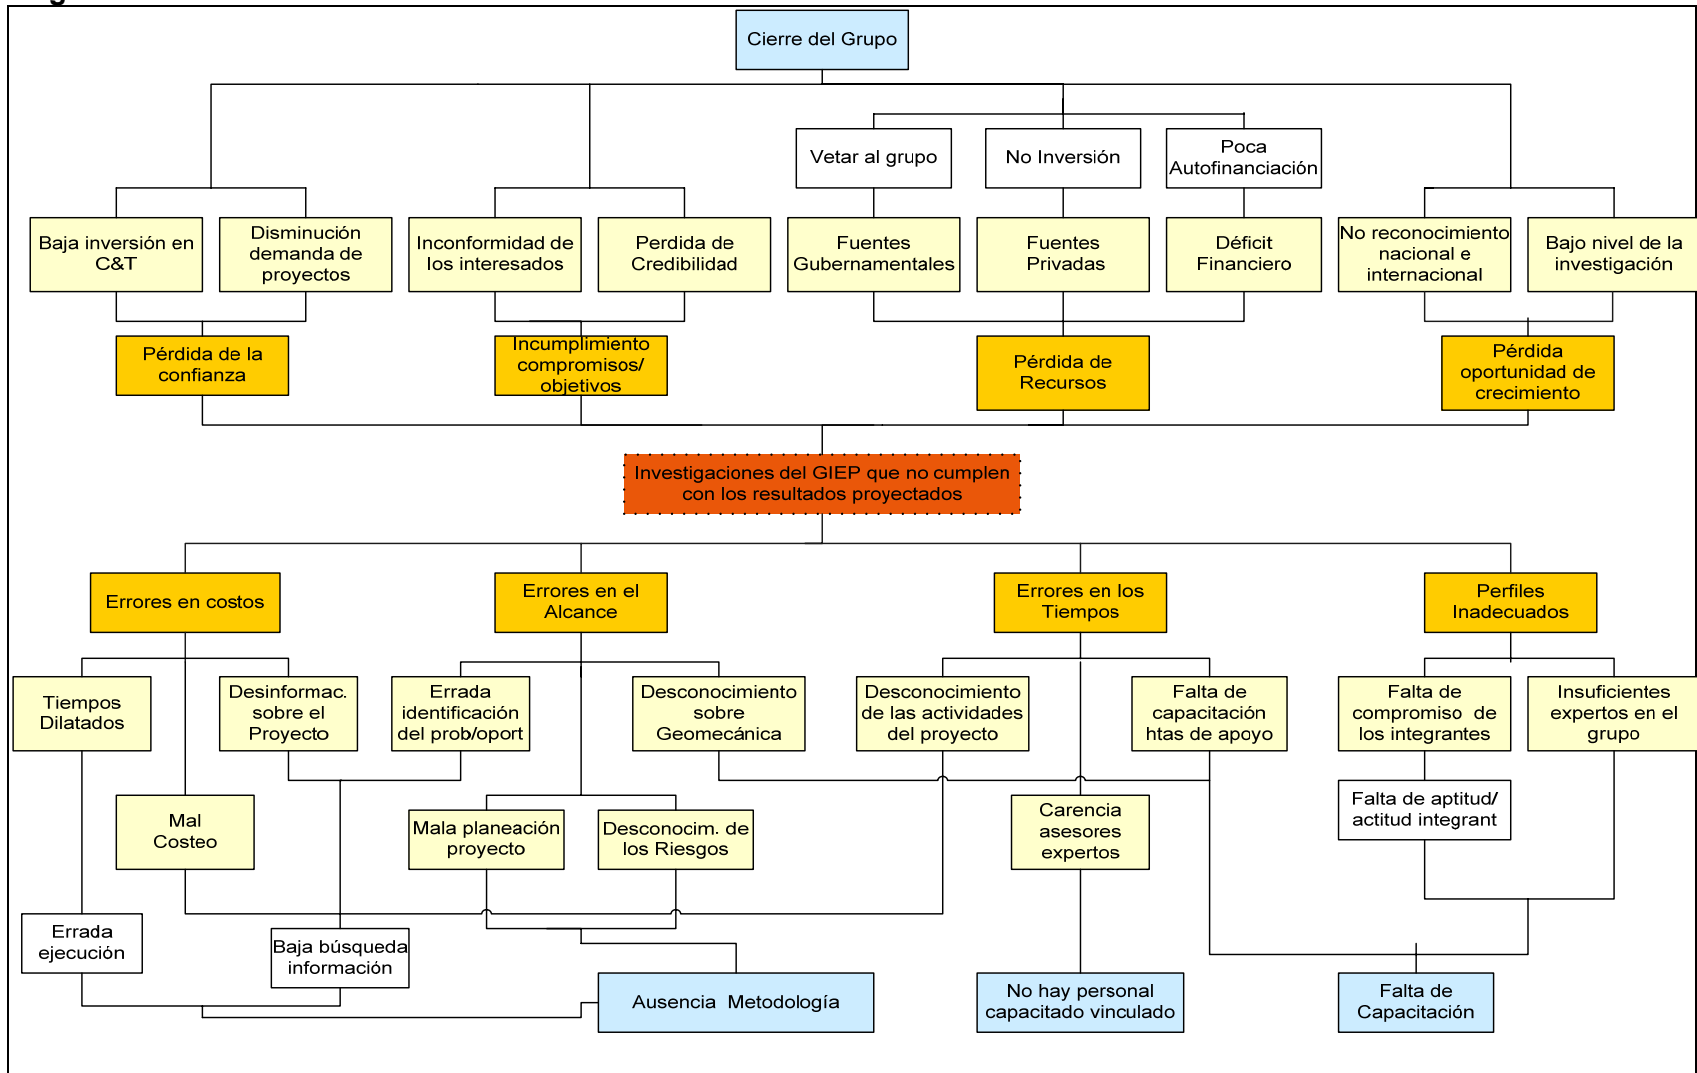 Cierre del Grupo
Vetar al grupo
No Inversión
Poca
Autofinanciación
Baja inversión en
C&T
Disminución
demanda de
proyectos
Inconformidad de
los interesados
Perdida de
Credibilidad
Fuentes
Gubernamentales
Fuentes
Privadas
Déficit
Financiero
No reconocimiento
nacional e
internacional
Bajo nivel de la
investigación
Pérdida de la
confianza
Incumplimiento
compromisos/
objetivos
Pérdida de
Recursos
Pérdida
oportunidad de
crecimiento
Investigaciones del GIEP que no cumplen
con los resultados proyectados
Errores en costos
Errores en el
Alcance
Errores en los
Tiempos
Perfiles
Inadecuados
Tiempos
Dilatados
Desinformac.
sobre el
Proyecto
Errada
identificación
del prob/oport
Desconocimiento
sobre
Geomecánica
Desconocimiento
de las actividades
del proyecto
Falta de
capacitación
htas de apoyo
Falta de
compromiso de
los integrantes
Insuficientes
expertos en el
grupo
Mal
Costeo
Mala planeación
proyecto
Desconocim. de
los Riesgos
Carencia
asesores
expertos
Falta de aptitud/
actitud integrant
Errada
ejecución
Baja búsqueda
información
Ausencia Metodología
No hay personal
capacitado vinculado
Falta de
Capacitación